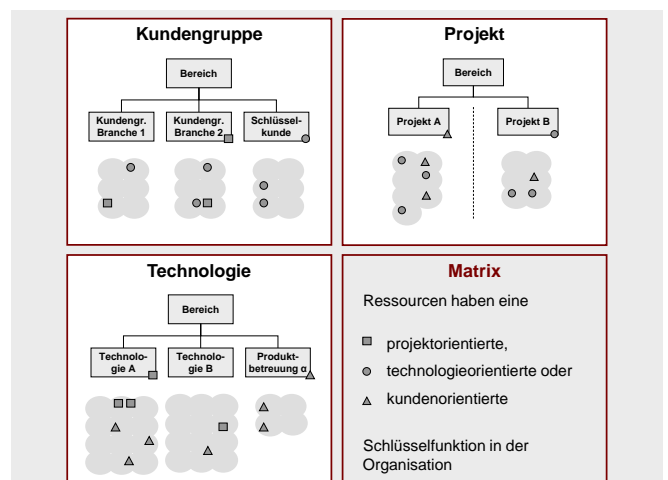 Kundengruppe
Bereich
Kundengr.
Branche 1
Kundengr.
Branche 2
Schlüssel-
kunde
Projekt
Bereich
Projekt A
Projekt B
Technologie
Bereich
Technolo-
gie A
Technolo-
gie B
Produkt-
betreuung α
Matrix
Ressourcen haben eine
projektorientierte,
technologieorientierte oder
kundenorientierte
Schlüsselfunktion in der
Organisation